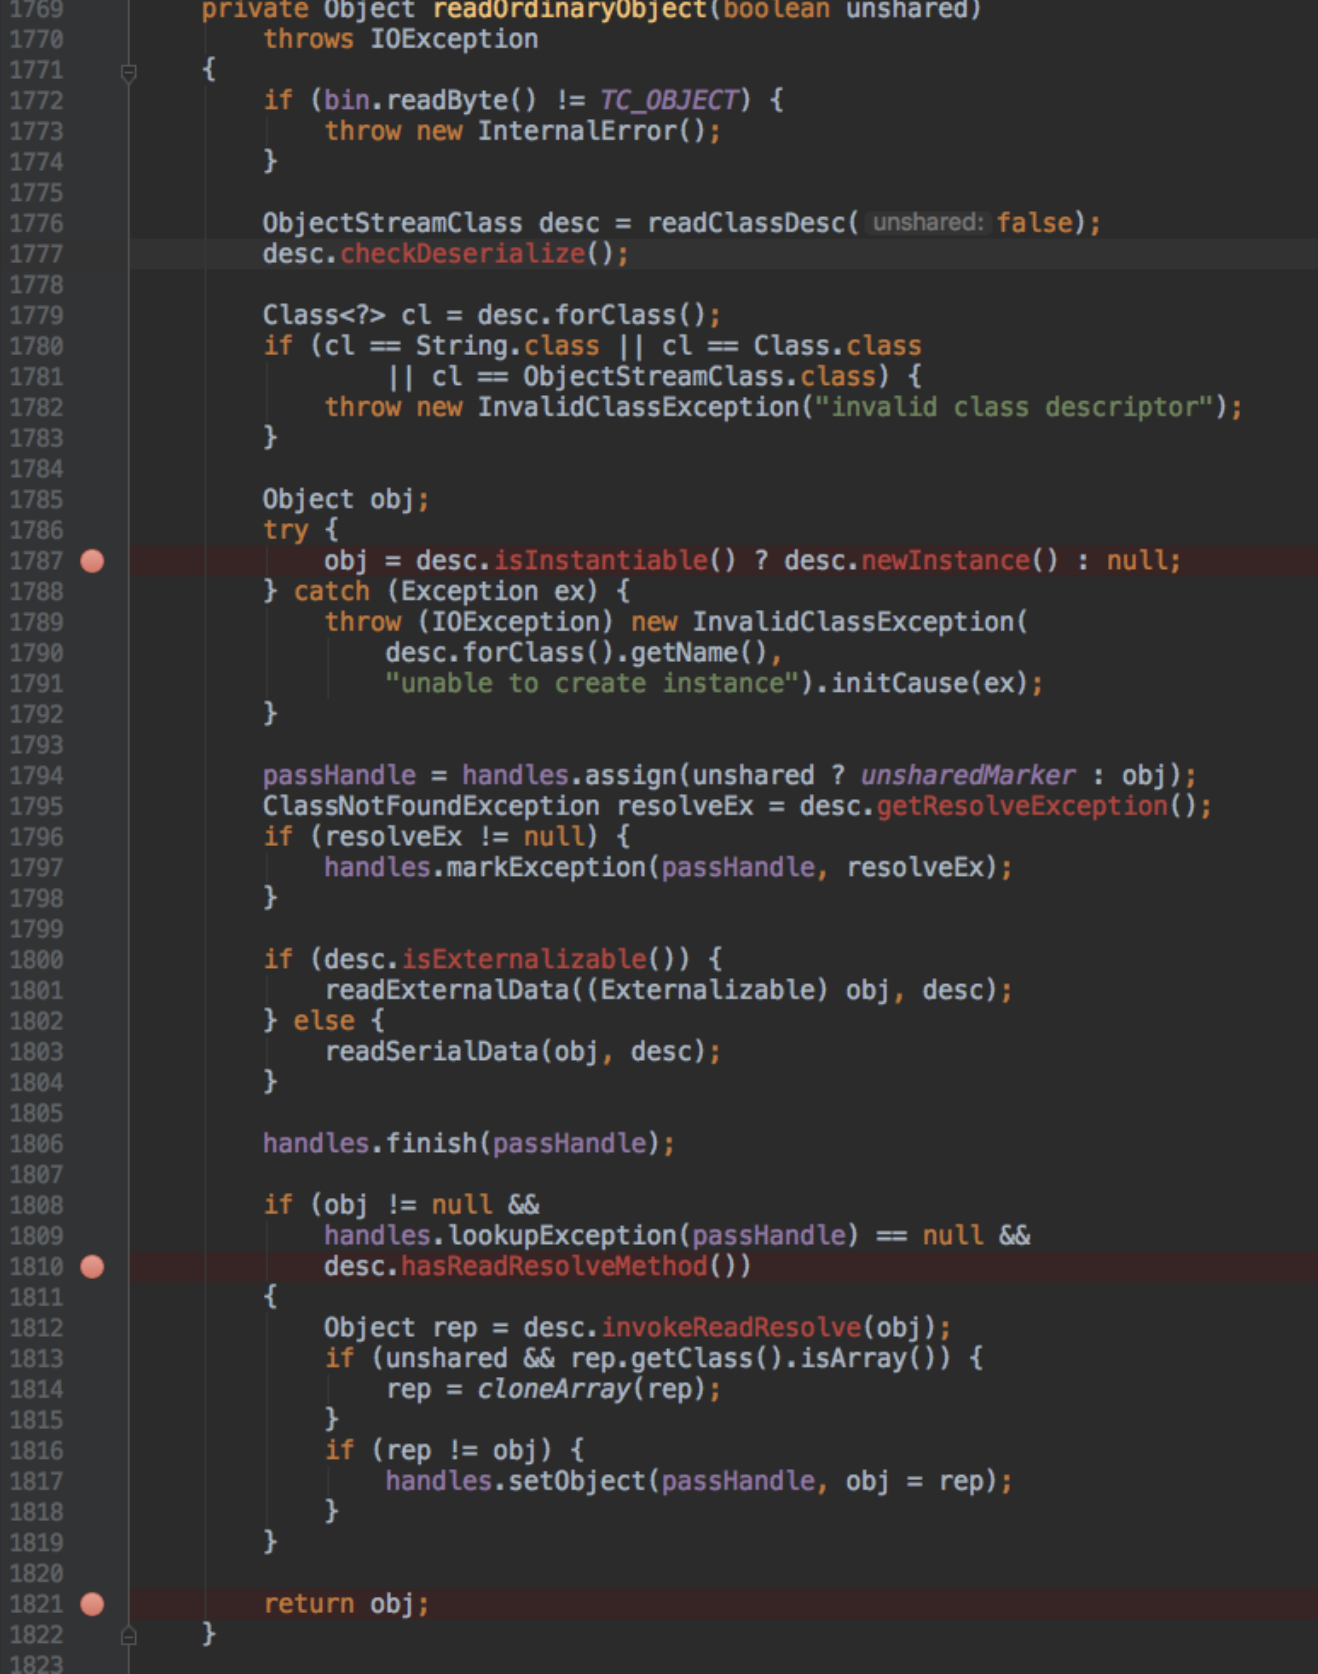 1769 private Object readOrdinaryObject(boolean unshared)
1770 throws IOException
1771 {
1772 if (bin.readByte() != TC_OBJECT) {
1773 throw new InternalError();
1774 }
1775
1776 ObjectStreamClass desc = readClassDesc( unshared: false);
1777 desc.checkDeserialize();
1778
1779 Class<?> cl = desc.forClass();
1780 if (cl == String.class || cl == Class.class
1781 || cl == ObjectStreamClass.class) {
1782 throw new InvalidClassException("invalid class descriptor");
1783 }
1784
1785 Object obj;
1786 try {
1787 obj = desc.isInstantiable() ? desc.newInstance() : null;
1788 } catch (Exception ex) {
1789 throw (IOException) new InvalidClassException(
1790 desc.forClass().getName(),
1791 "unable to create instance").initCause(ex);
1792 }
1793
1794 passHandle = handles.assign(unshared ? unsharedMarker : obj);
1795 ClassNotFoundException resolveEx = desc.getResolveException();
1796 if (resolveEx != null) {
1797 handles.markException(passHandle, resolveEx);
1798 }
1799
1800 if (desc.isExternalizable()) {
1801 readExternalData((Externalizable) obj, desc);
1802 } else {
1803 readSerialData(obj, desc);
1804 }
1805
1806 handles.finish(passHandle);
1807
1808 if (obj != null &&
1809 handles.lookupException(passHandle) == null &&
1810 desc.hasReadResolveMethod())
1811 {
1812 Object rep = desc.invokeReadResolve(obj);
1813 if (unshared && rep.getClass().isArray()) {
1814 rep = cloneArray(rep);
1815 }
1816 if (rep != obj) {
1817 handles.setObject(passHandle, obj = rep);
1818 }
1819 }
1820
1821 return obj;
1822 }
1823